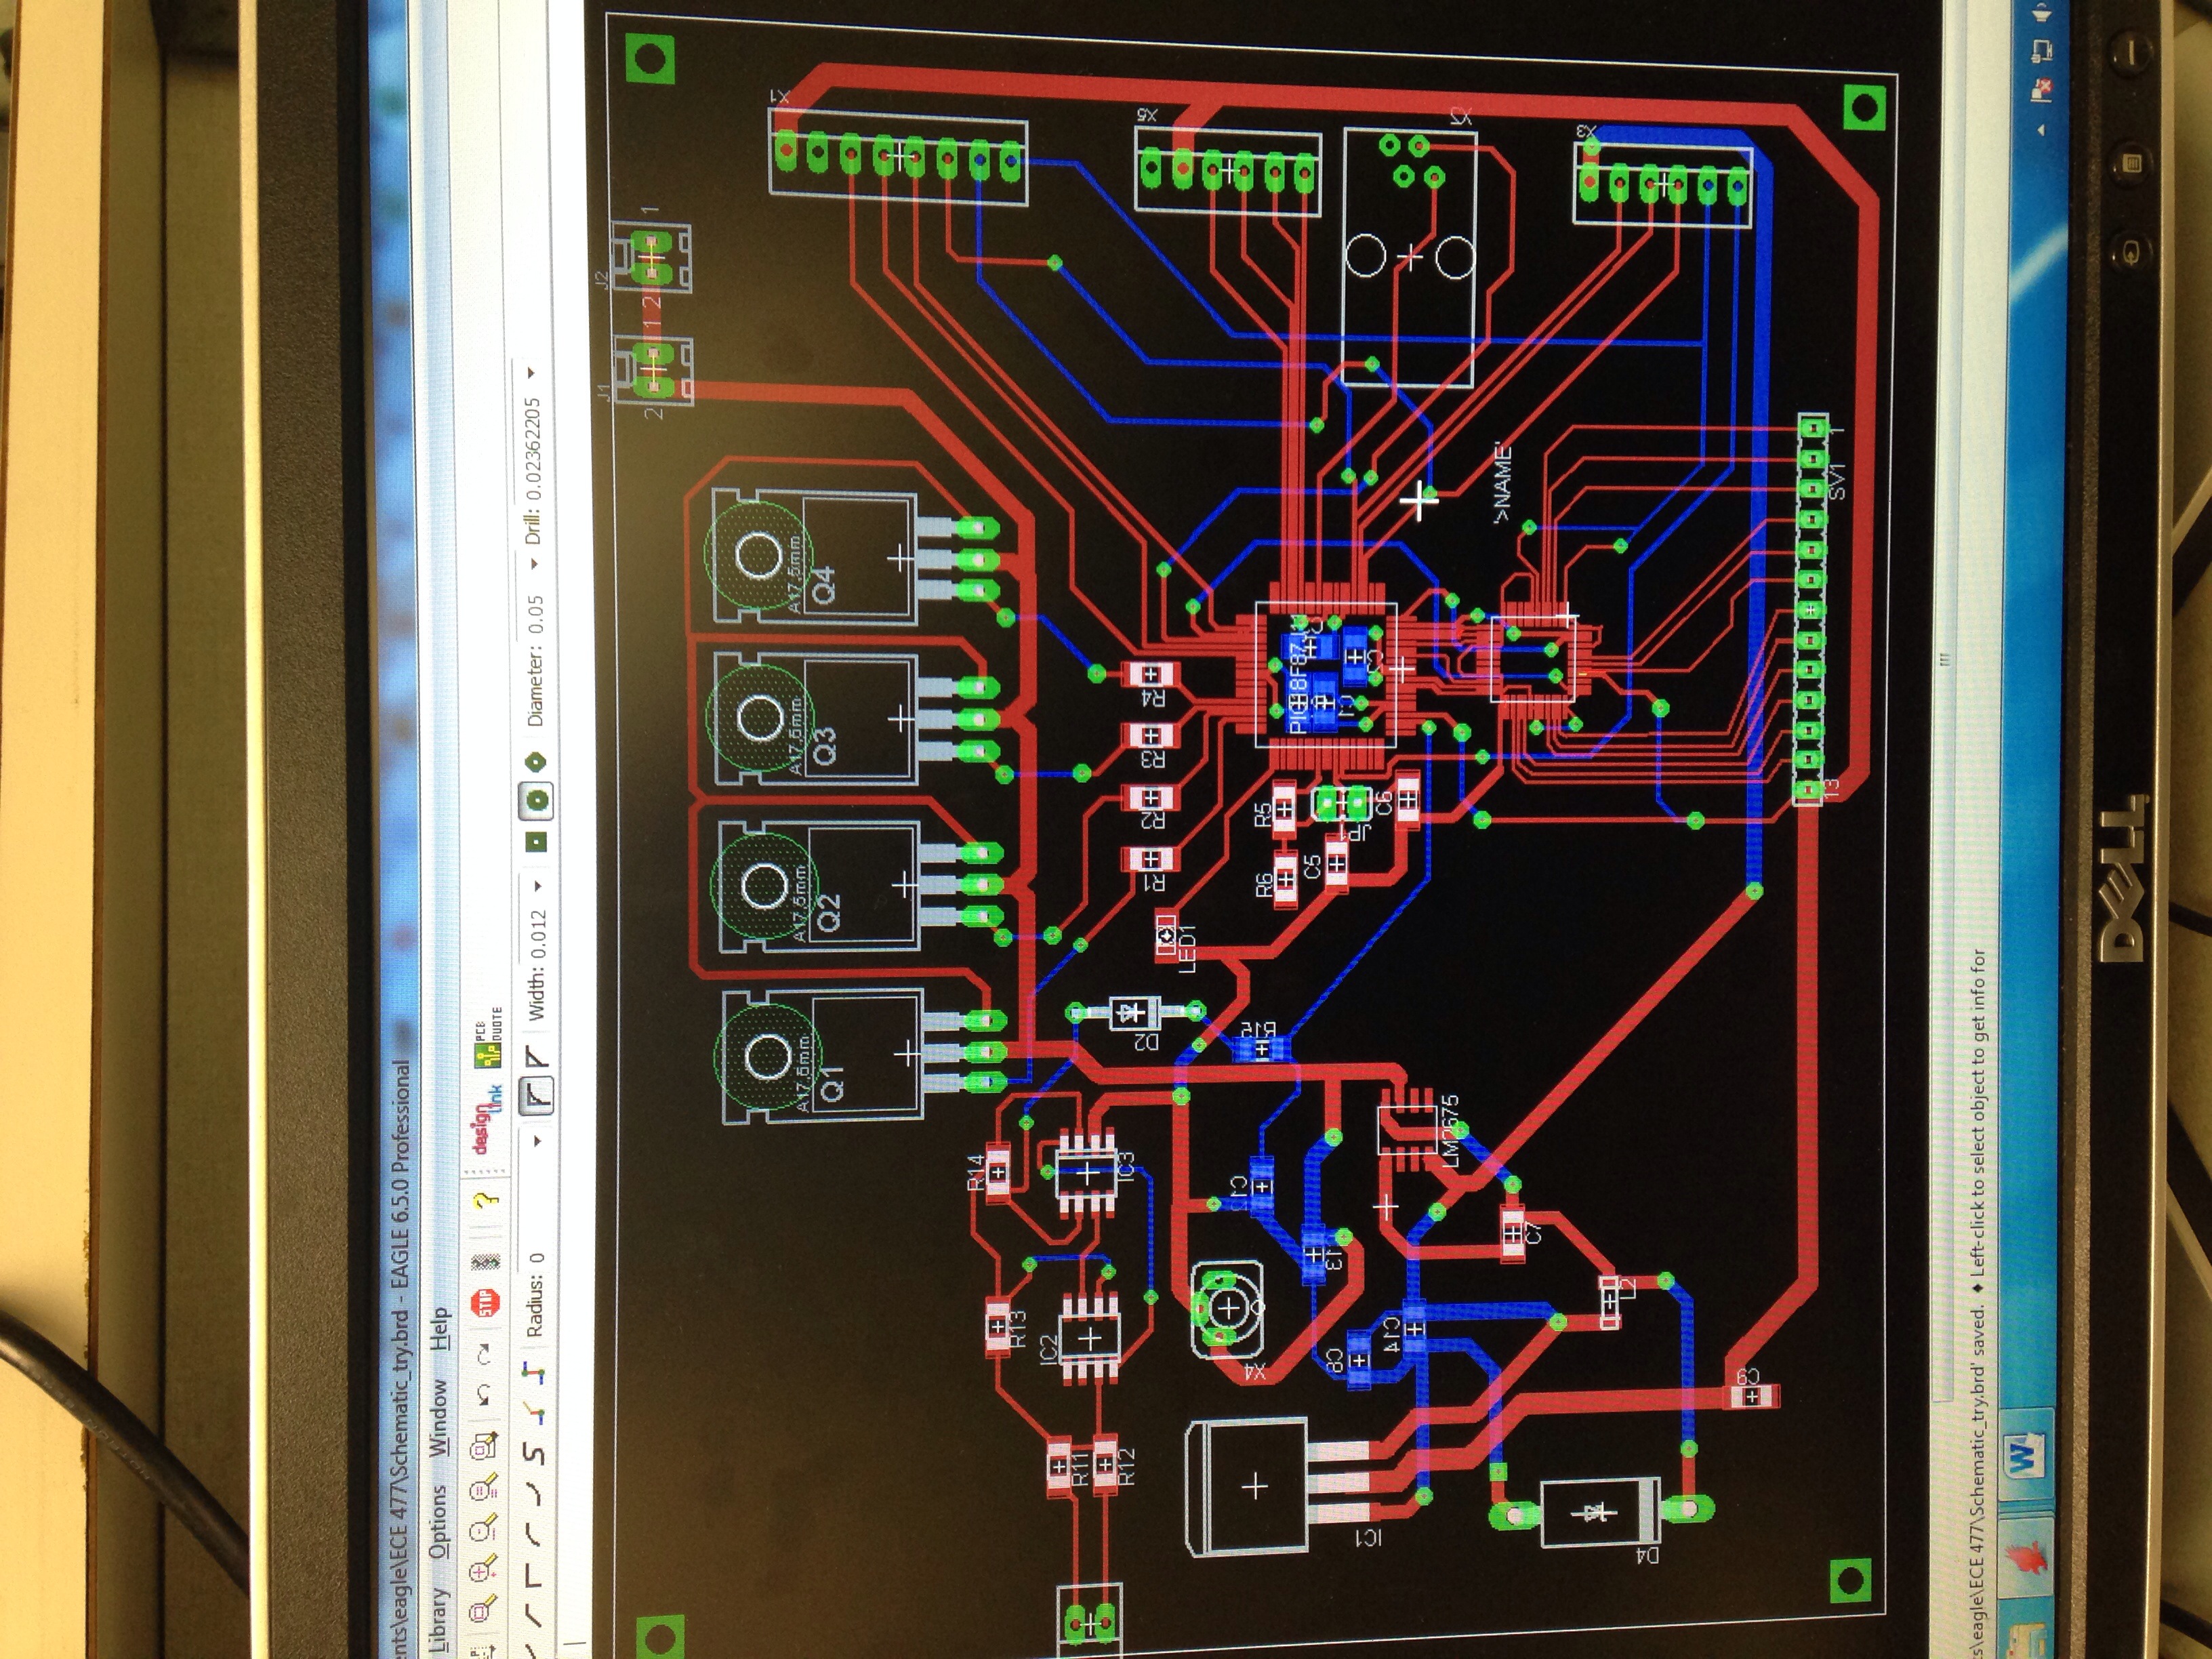 ents\eagle\ECE 477\Schematic_try.brd - EAGLE 6.5.0 Professional
Library Options Window Help
STOP ? design link PCB QUOTE
Radius: 0 Width: 0.012 Diameter: 0.05 Drill: 0.02362205
J1 J2
2 1 2 1
X1
A17,5mm A17,5mm A17,5mm A17,5mm
Q1 Q2 Q3 Q4
R14
R13
IC2
R11
R12 IC3
D2 R1 R2 R3 R4 X5
LED1
X4
R6 R5
PIC18F87J11
C5
C13
C8
JP1
IC1
C14
C6 C2
LM2675
'>NAME'
C7
X3
L2
D4
C9
13 SV1 1
s\eagle\ECE 477\Schematic_try.brd' saved. ♦ Left-click to select object to get info for
W
DELL